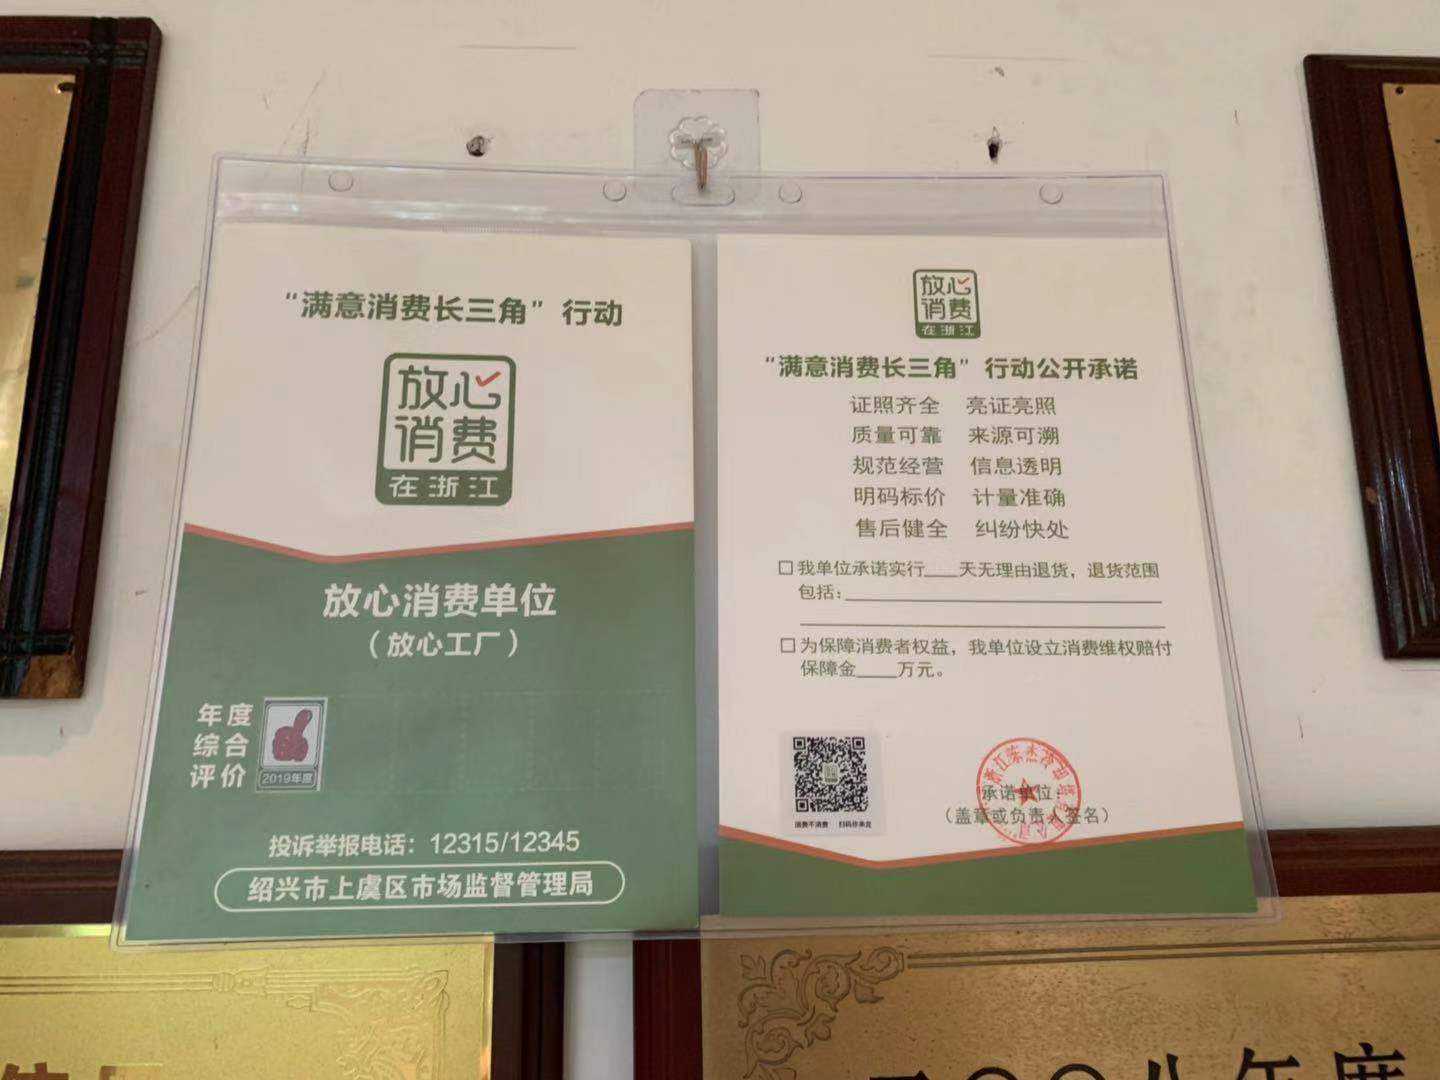 “满意消费长三角”行动
放心
消费
在浙江
放心消费单位
（放心工厂）
年度
综合
评价
2019年度
投诉举报电话：12315/12345
绍兴市上虞区市场监督管理局
放心
消费
在浙江
“满意消费长三角”行动公开承诺
证照齐全 亮证亮照
质量可靠 来源可溯
规范经营 信息透明
明码标价 计量准确
售后健全 纠纷快处
□我单位承诺实行___天无理由退货，退货范围
包括：
□为保障消费者权益，我单位设立消费维权赔付
保障金____万元。
承诺单位：
（盖章或负责人签名）
二〇〇八年度